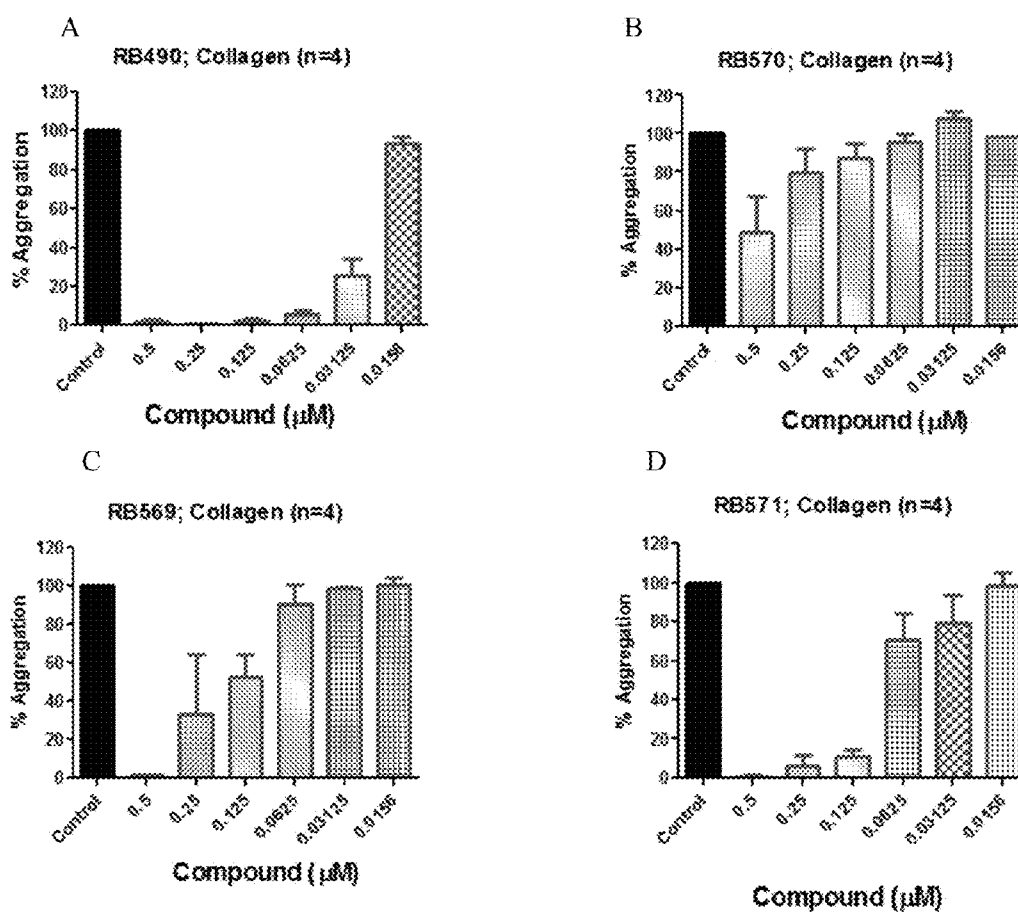 A
RB490; Collagen (n=4)
% Aggregation
120
100
80
60
40
20
0
Control
0.5
0.25
0.125
0.0625
0.03125
0.0156
Compound (µM)
B
RB570; Collagen (n=4)
% Aggregation
120
100
80
60
40
20
0
Control
0.5
0.25
0.125
0.0625
0.03125
0.0156
Compound (µM)
C
RB569; Collagen (n=4)
% Aggregation
120
100
80
60
40
20
0
Control
0.5
0.25
0.125
0.0625
0.03125
0.0156
Compound (µM)
D
RB571; Collagen (n=4)
% Aggregation
120
100
80
60
40
20
0
Control
0.5
0.25
0.125
0.0625
0.03125
0.0156
Compound (µM)